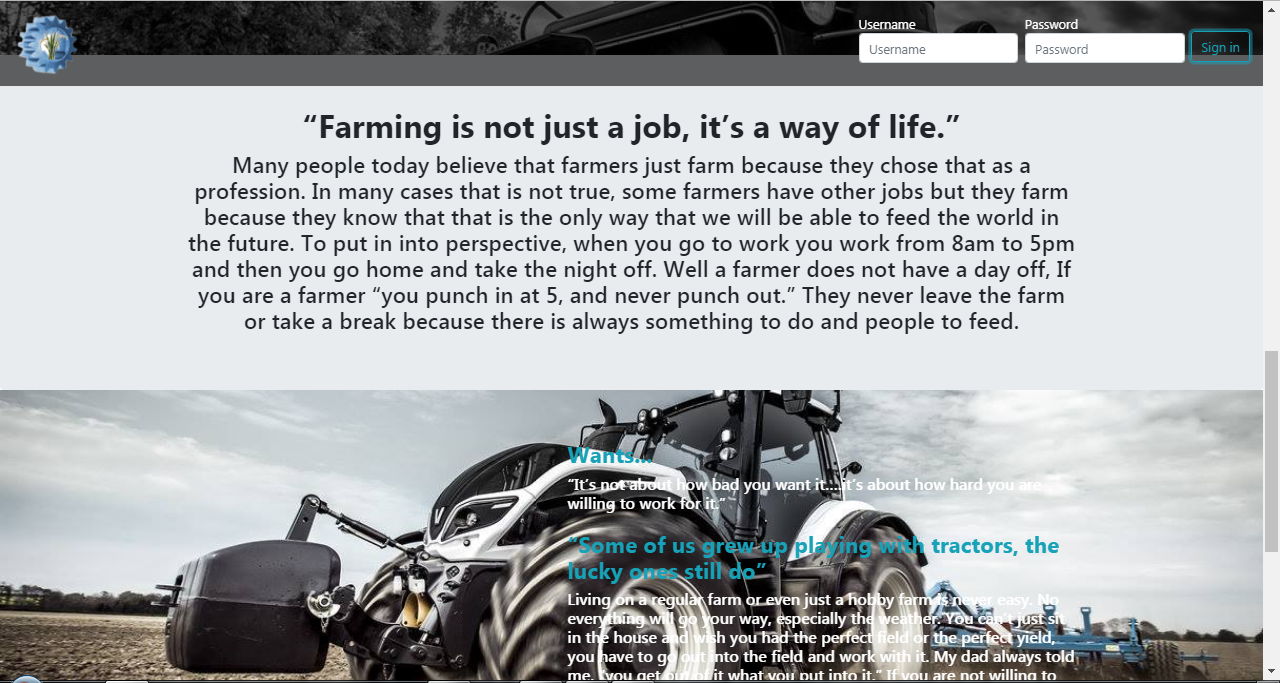 Username
Password
Username
Password
Sign in
“Farming is not just a job, it’s a way of life.”
Many people today believe that farmers just farm because they chose that as a
profession. In many cases that is not true, some farmers have other jobs but they farm
because they know that that is the only way that we will be able to feed the world in
the future. To put in into perspective, when you go to work you work from 8am to 5pm
and then you go home and take the night off. Well a farmer does not have a day off, If
you are a farmer “you punch in at 5, and never punch out.” They never leave the farm
or take a break because there is always something to do and people to feed.
Wants...
“It’s not about how bad you want it....it’s about how hard you are
willing to work for it.”
“Some of us grew up playing with tractors, the
lucky ones still do”
Living on a regular farm or even just a hobby farm is never easy. No
everything will go your way, especially the weather. You can’t just sit
in the house and wish you had the perfect field or the perfect yield,
you have to go out into the field and work with it. My dad always told
me, “you get out of it what you put into it.” If you are not willing to